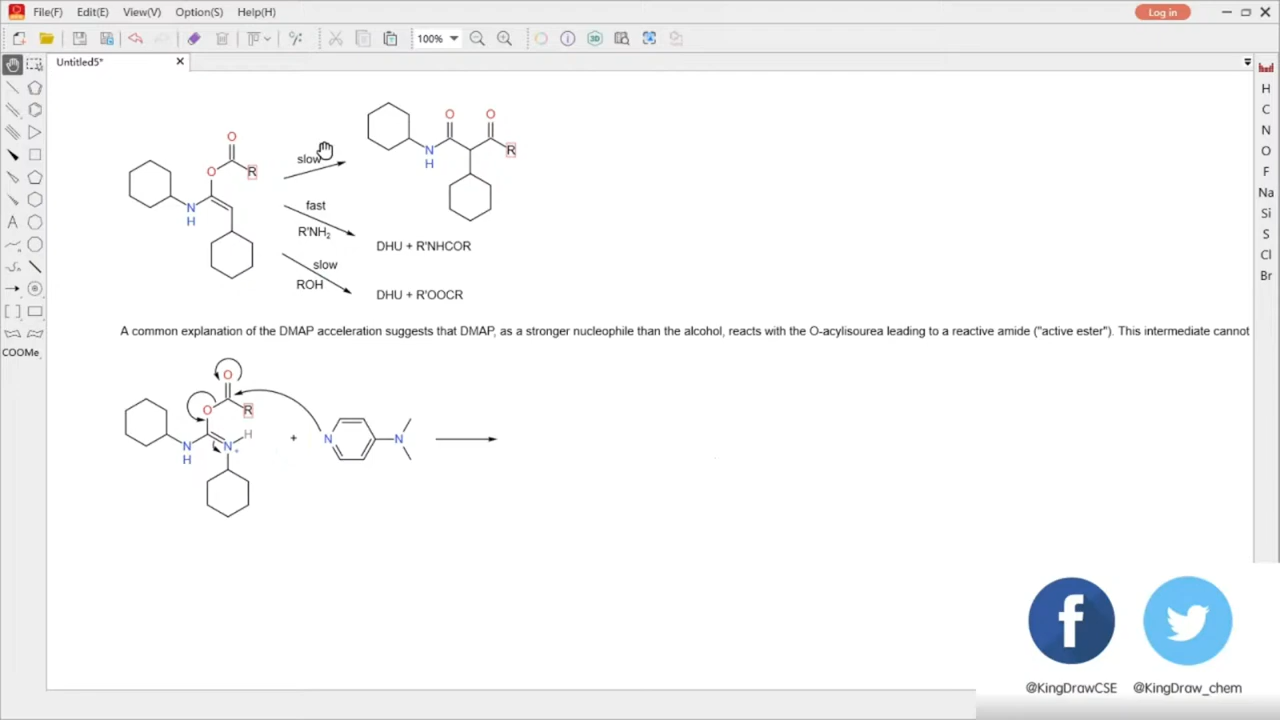 File(F) Edit(E) View(V) Option(S) Help(H) Log in
100%
Untitled5*
H
C
N
O
F
Na
Si
S
Cl
Br
A
COOMe
O
O R
N
H
slow
fast
R'NH2
slow
ROH
O O
N
H
R
DHU + R'NHCOR
DHU + R'OOCR
A common explanation of the DMAP acceleration suggests that DMAP, as a stronger nucleophile than the alcohol, reacts with the O-acylisourea leading to a reactive amide ("active ester"). This intermediate cannot
O
O R
H
N N+
H
+
N N
@KingDrawCSE @KingDraw_chem